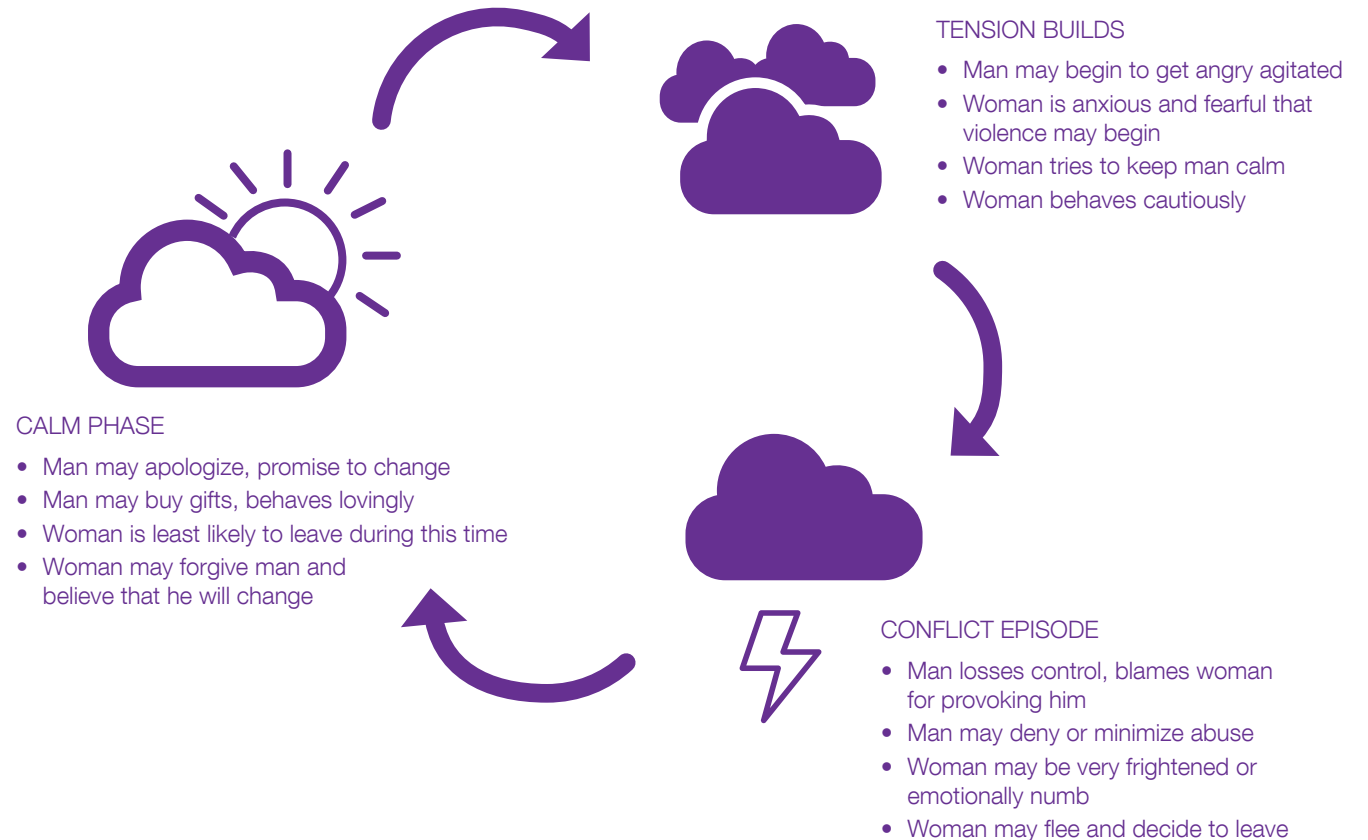 TENSION BUILDS
• Man may begin to get angry agitated
• Woman is anxious and fearful that
violence may begin
• Woman tries to keep man calm
• Woman behaves cautiously
CALM PHASE
• Man may apologize, promise to change
• Man may buy gifts, behaves lovingly
• Woman is least likely to leave during this time
• Woman may forgive man and
believe that he will change
CONFLICT EPISODE
• Man losses control, blames woman
for provoking him
• Man may deny or minimize abuse
• Woman may be very frightened or
emotionally numb
• Woman may flee and decide to leave